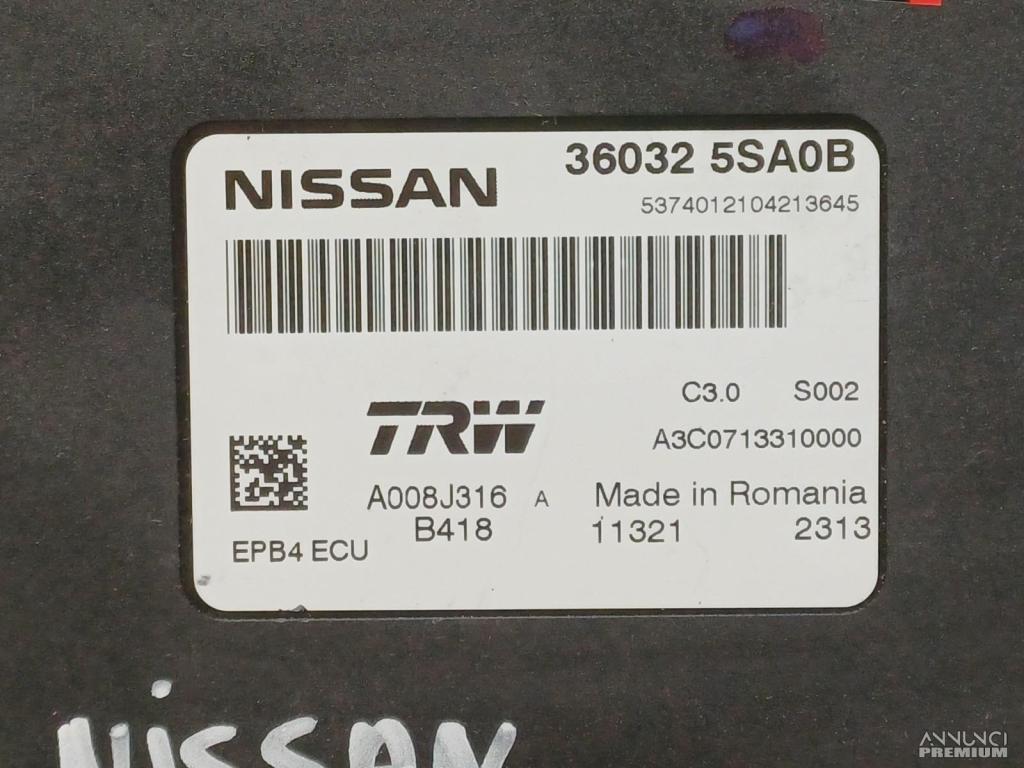 NISSAN
36032 5SA0B
5374012104213645
C3.0 S002
TRW
A3C0713310000
A008J316 A
Made in Romania
B418
11321 2313
EPB4 ECU
NISSAN
ANNUNCI
PREMIUM